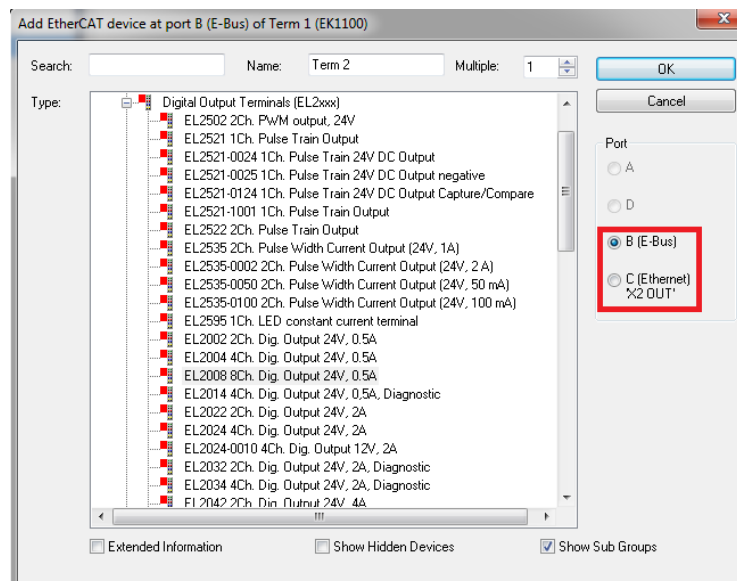 Add EtherCAT device at port B (E-Bus) of Term 1 (EK1100)
Search: Name: Term 2 Multiple: 1 OK
Type: Cancel
Digital Output Terminals (EL2xxx)
EL2502 2Ch. PWM output, 24V
EL2521 1Ch. Pulse Train Output
EL2521-0024 1Ch. Pulse Train 24V DC Output
EL2521-0025 1Ch. Pulse Train 24V DC Output negative
EL2521-0124 1Ch. Pulse Train 24V DC Output Capture/Compare
EL2521-1001 1Ch. Pulse Train Output
EL2522 2Ch. Pulse Train Output
EL2535 2Ch. Pulse Width Current Output (24V, 1A)
EL2535-0002 2Ch. Pulse Width Current Output (24V, 2 A)
EL2535-0050 2Ch. Pulse Width Current Output (24V, 50 mA)
EL2535-0100 2Ch. Pulse Width Current Output (24V, 100 mA)
EL2595 1Ch. LED constant current terminal
EL2002 2Ch. Dig. Output 24V, 0.5A
EL2004 4Ch. Dig. Output 24V, 0.5A
EL2008 8Ch. Dig. Output 24V, 0.5A
EL2014 4Ch. Dig. Output 24V, 0,5A, Diagnostic
EL2022 2Ch. Dig. Output 24V, 2A
EL2024 4Ch. Dig. Output 24V, 2A
EL2024-0010 4Ch. Dig. Output 12V, 2A
EL2032 2Ch. Dig. Output 24V, 2A, Diagnostic
EL2034 4Ch. Dig. Output 24V, 2A, Diagnostic
EL2042 2Ch. Dig. Output 24V, 4A
Port
A
D
B (E-Bus)
C (Ethernet)
'X2 OUT'
Extended Information Show Hidden Devices Show Sub Groups